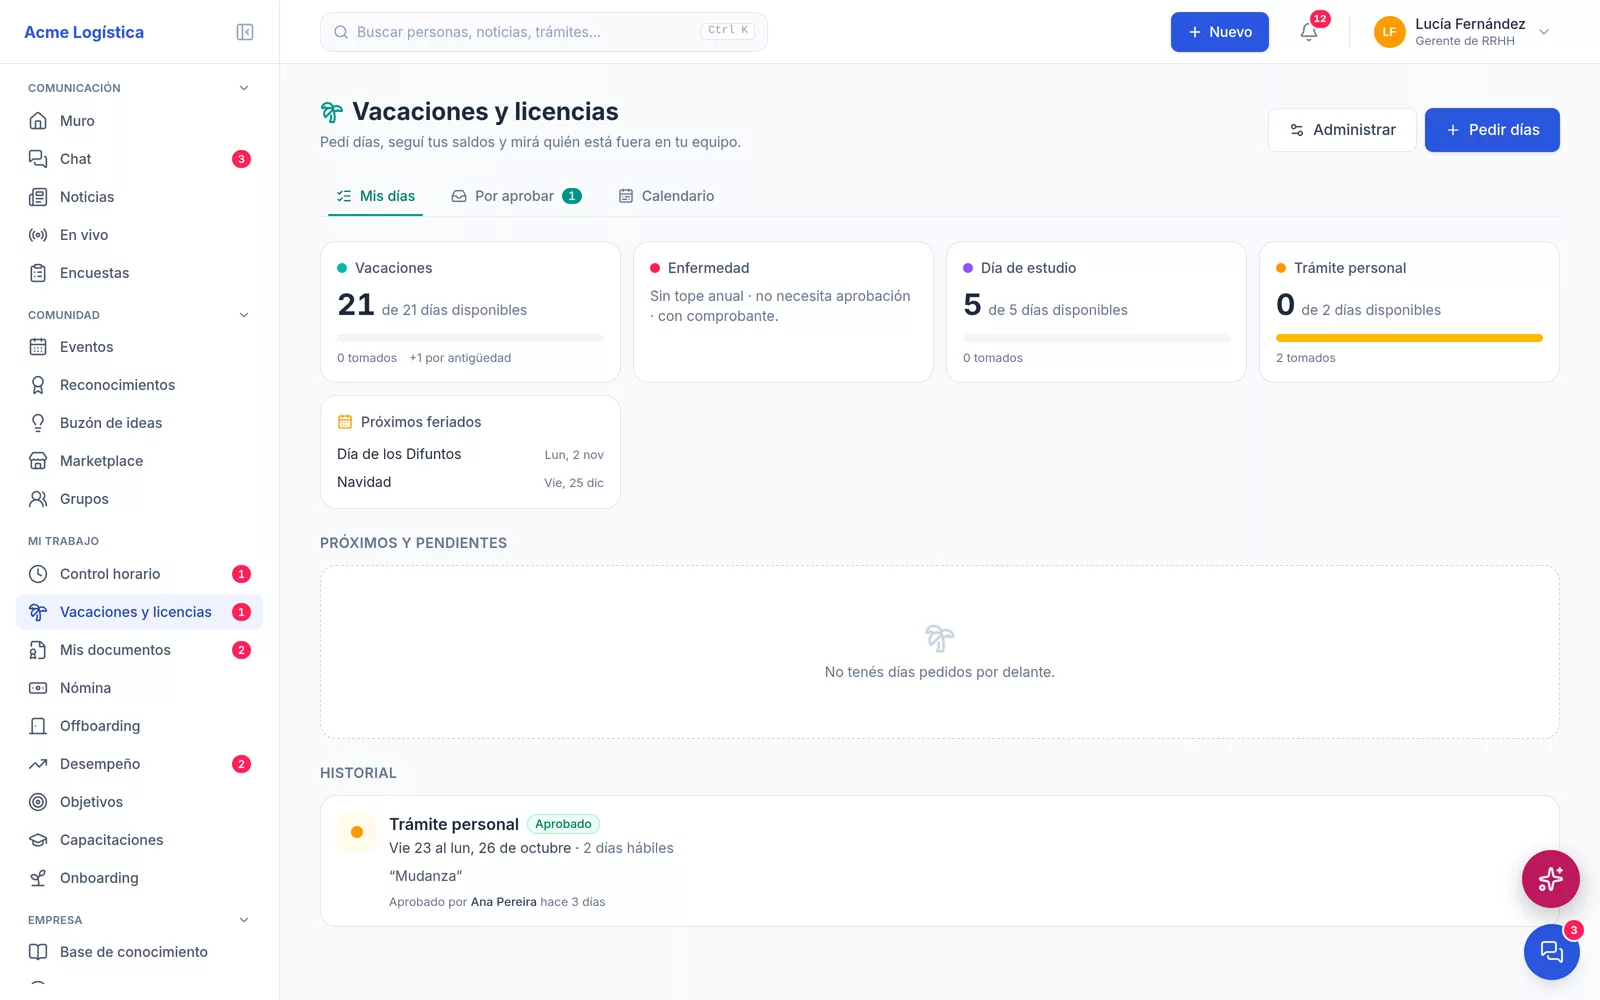 Acme Logística
Buscar personas, noticias, trámites...
Ctrl K
Nuevo
12
LF
Lucía Fernández
Gerente de RRHH
COMUNICACIÓN
Muro
Chat
3
Noticias
En vivo
Encuestas
COMUNIDAD
Eventos
Reconocimientos
Buzón de ideas
Marketplace
Grupos
MI TRABAJO
Control horario
1
Vacaciones y licencias
1
Mis documentos
2
Nómina
Offboarding
Desempeño
2
Objetivos
Capacitaciones
Onboarding
EMPRESA
Base de conocimiento
Vacaciones y licencias
Pedí días, seguí tus saldos y mirá quién está fuera en tu equipo.
Administrar
Pedir días
Mis días
Por aprobar 1
Calendario
Vacaciones
21 de 21 días disponibles
0 tomados +1 por antigüedad
Enfermedad
Sin tope anual · no necesita aprobación
· con comprobante.
Día de estudio
5 de 5 días disponibles
0 tomados
Trámite personal
0 de 2 días disponibles
2 tomados
Próximos feriados
Día de los Difuntos Lun, 2 nov
Navidad Vie, 25 dic
PRÓXIMOS Y PENDIENTES
No tenés días pedidos por delante.
HISTORIAL
Trámite personal Aprobado
Vie 23 al lun, 26 de octubre · 2 días hábiles
“Mudanza”
Aprobado por Ana Pereira hace 3 días
3